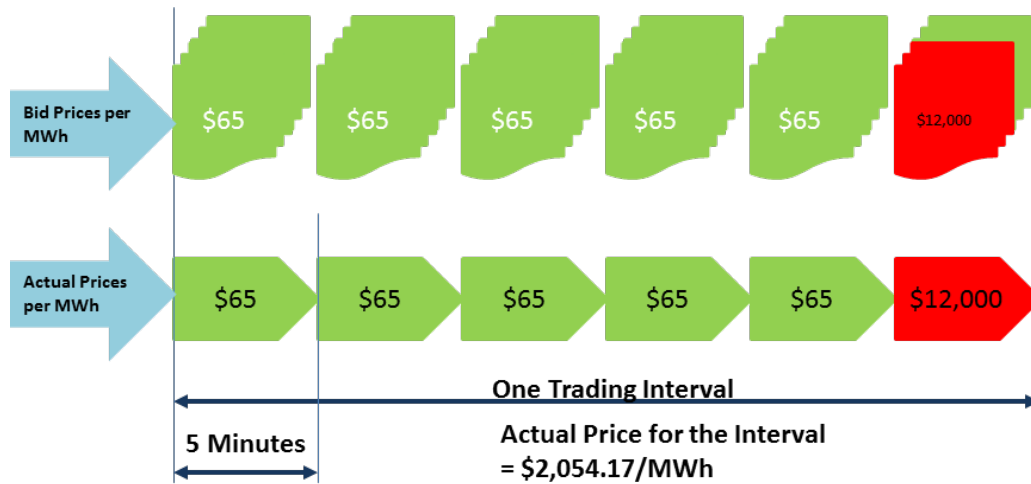 Bid Prices per
MWh
$65
$65
$65
$65
$65
$12,000
Actual Prices
per MWh
$65
$65
$65
$65
$65
$12,000
One Trading Interval
5 Minutes
Actual Price for the Interval
= $2,054.17/MWh